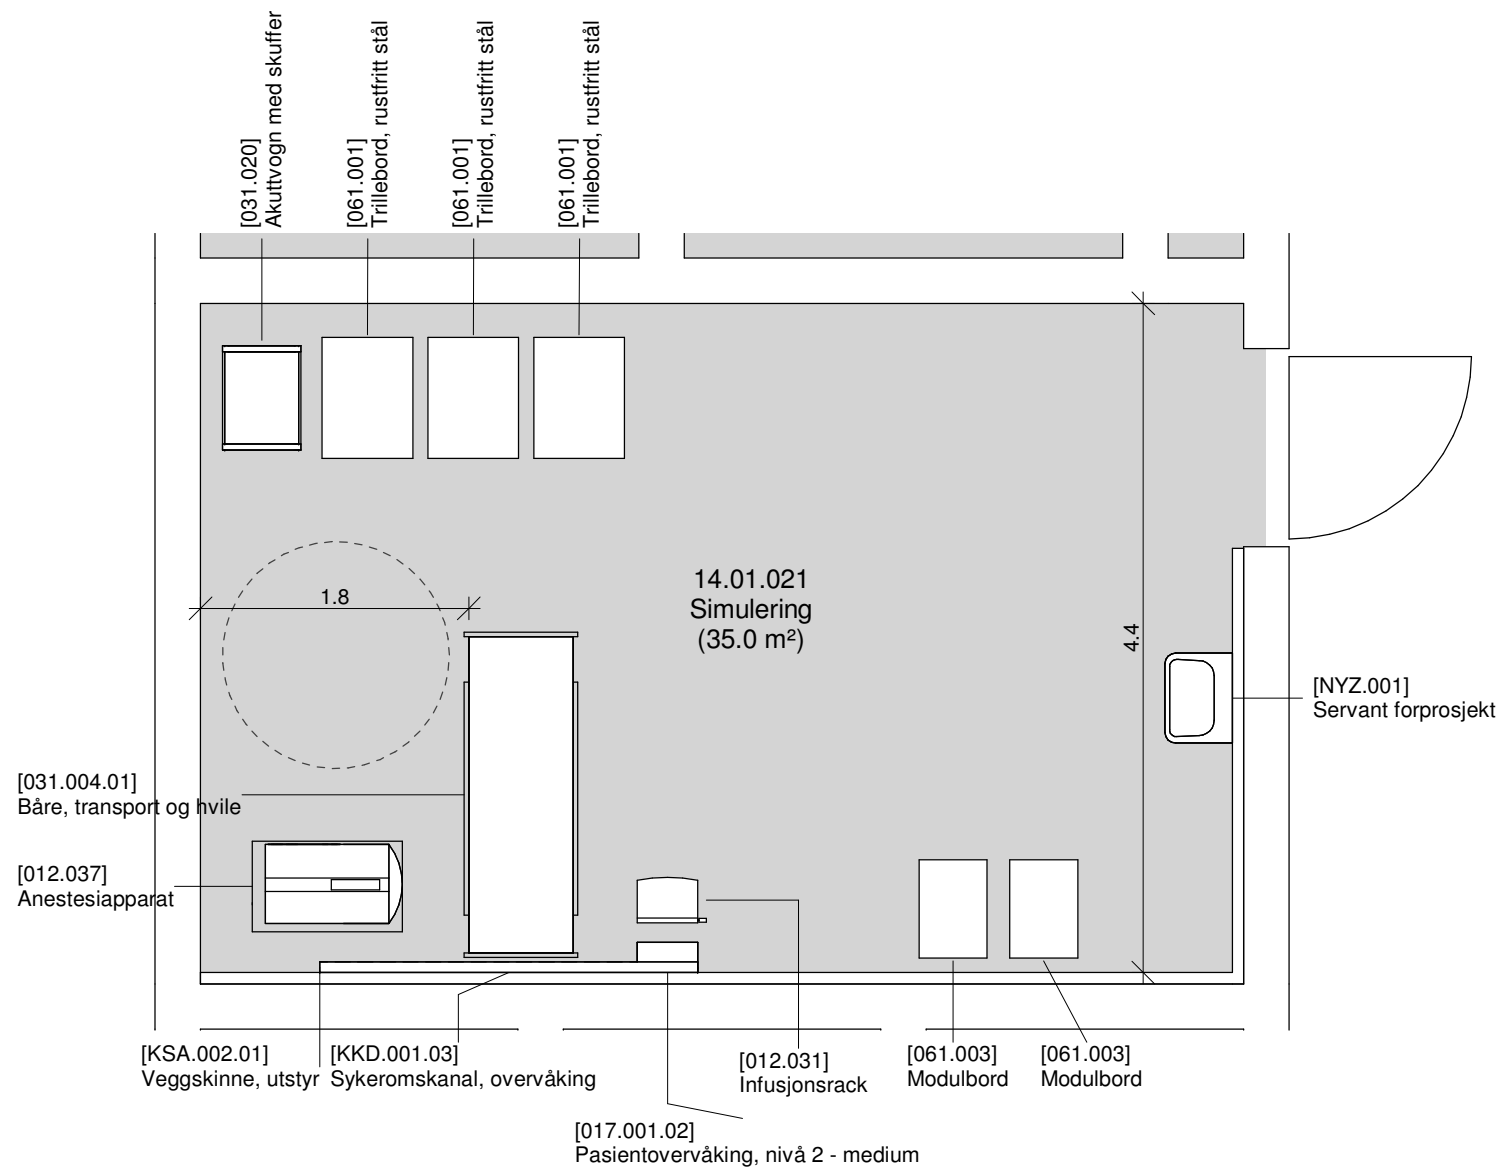 [031.020]
Akuttvogn med skuffer
[061.001]
Trillebord, rustfritt stål
[061.001]
Trillebord, rustfritt stål
[061.001]
Trillebord, rustfritt stål
14.01.021
Simulering
(35.0 m²)
1.8
4.4
[NYZ.001]
Servant forprosjekt
[031.004.01]
Båre, transport og hvile
[012.037]
Anestesiapparat
[KSA.002.01]
Veggskinne, utstyr
[KKD.001.03]
Sykeromskanal, overvåking
[012.031]
Infusjonsrack
[061.003]
Modulbord
[061.003]
Modulbord
[017.001.02]
Pasientovervåking, nivå 2 - medium